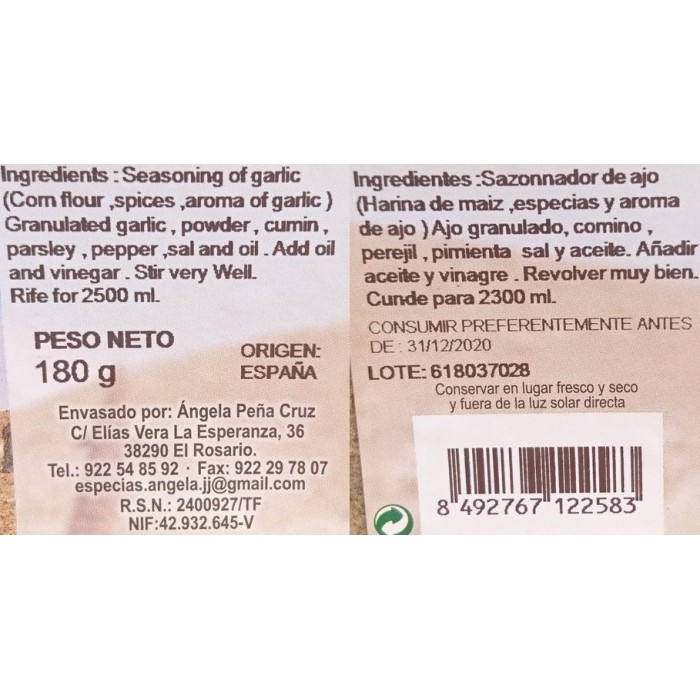 Ingredients : Seasoning of garlic
(Corn flour ,spices ,aroma of garlic )
Granulated garlic , powder , cumin ,
parsley , pepper ,sal and oil . Add oil
and vinegar . Stir very Well.
Rife for 2500 ml.
PESO NETO
180 g
ORIGEN:
ESPAÑA
Envasado por: Ángela Peña Cruz
C/ Elías Vera La Esperanza, 36
38290 El Rosario.
Tel.: 922 54 85 92 · Fax: 922 29 78 07
especias.angela.jj@gmail.com
R.S.N.: 2400927/TF
NIF:42.932.645-V
Ingredientes :Sazonnador de ajo
(Harina de maiz ,especias y aroma
de ajo ) Ajo granulado, comino ,
perejil , pimienta sal y aceite. Añadir
aceite y vinagre . Revolver muy bien.
Cunde para 2300 ml.
CONSUMIR PREFERENTEMENTE ANTES
DE : 31/12/2020
LOTE: 618037028
Conservar en lugar fresco y seco
y fuera de la luz solar directa
8 492767 122583